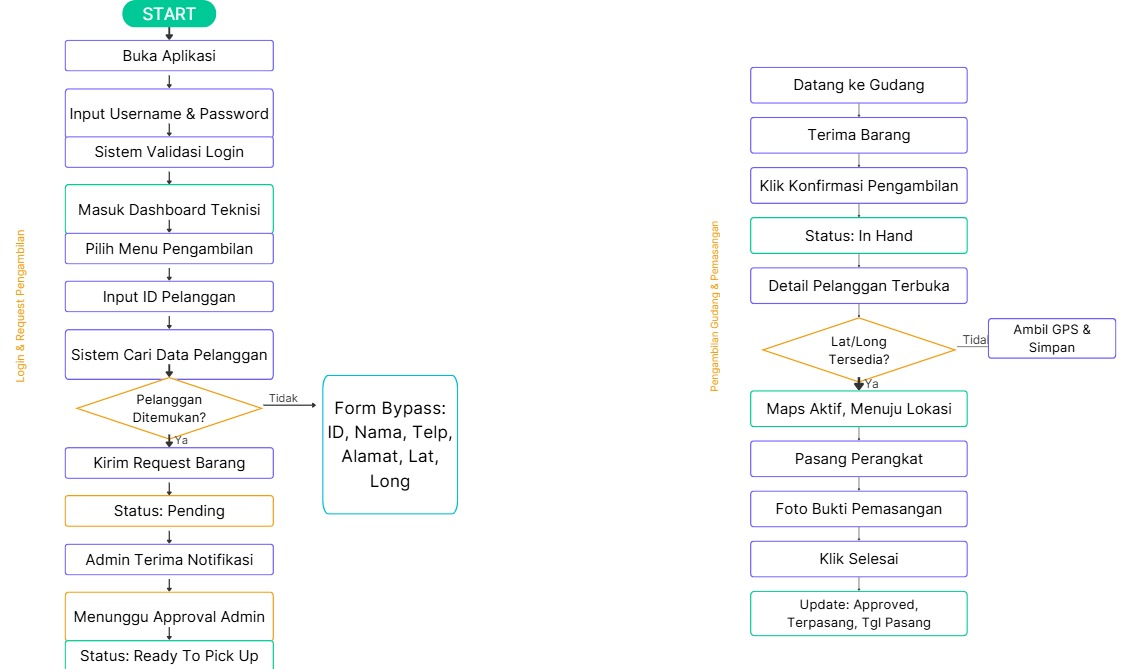 START
Buka Aplikasi
Input Username & Password
Sistem Validasi Login
Masuk Dashboard Teknisi
Pilih Menu Pengambilan
Input ID Pelanggan
Sistem Cari Data Pelanggan
Pelanggan
Ditemukan?
Tidak
Form Bypass:
ID, Nama, Telp,
Alamat, Lat,
Long
Ya
Kirim Request Barang
Status: Pending
Admin Terima Notifikasi
Menunggu Approval Admin
Status: Ready To Pick Up
Login & Request Pengambilan
Pengambilan Gudang & Pemasangan
Datang ke Gudang
Terima Barang
Klik Konfirmasi Pengambilan
Status: In Hand
Detail Pelanggan Terbuka
Lat/Long
Tersedia?
Tidak
Ambil GPS &
Simpan
Ya
Maps Aktif, Menuju Lokasi
Pasang Perangkat
Foto Bukti Pemasangan
Klik Selesai
Update: Approved,
Terpasang, Tgl Pasang